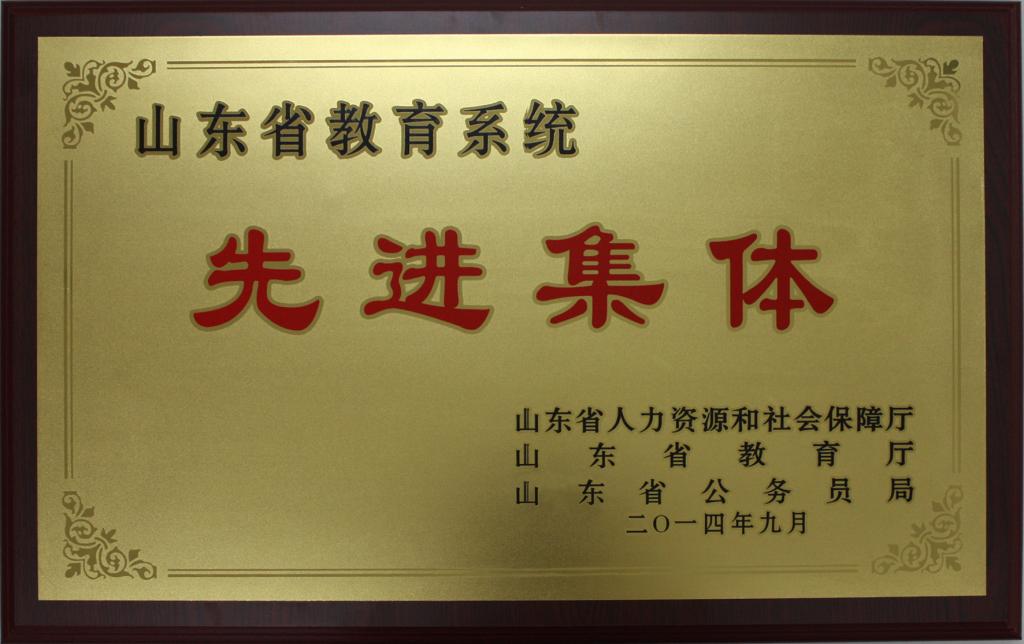 山东省教育系统
先进集体
山东省人力资源和社会保障厅
山东省教育厅
山东省公务员局
二〇一四年九月